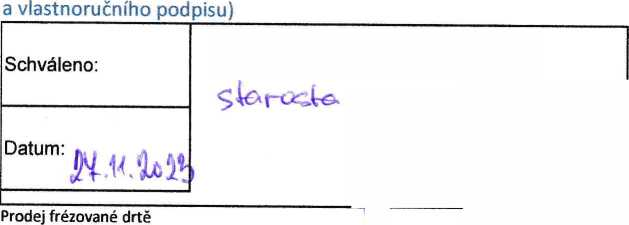 a vlastnoručního podpisu)
Schváleno:
starosta
Datum: 27.11.2023
Prodej frézované drtě